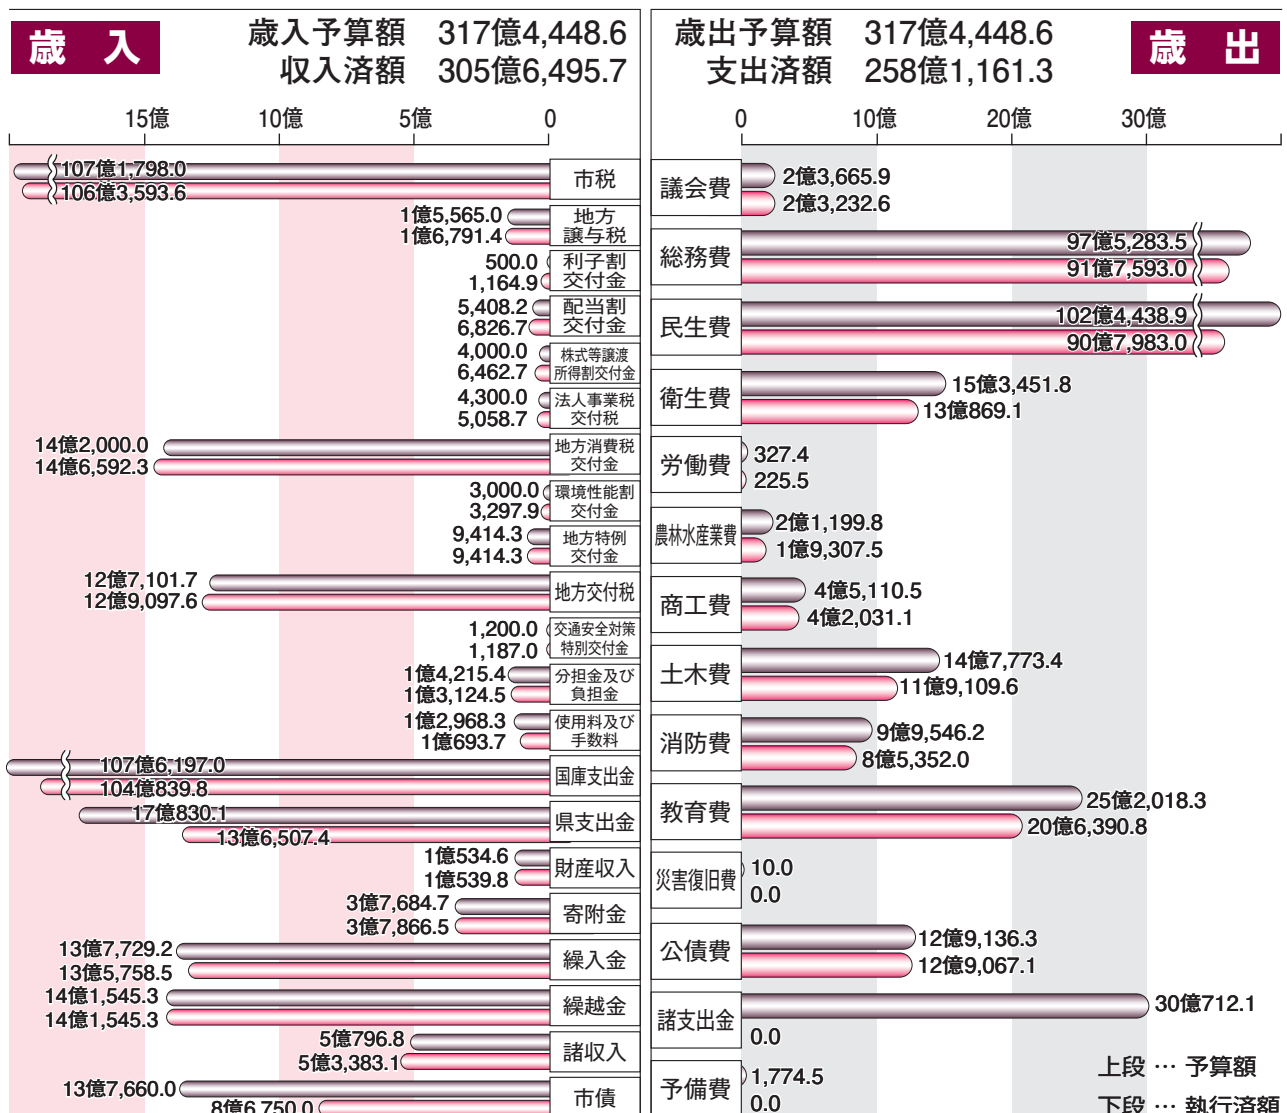 歳入
歳入予算額 317億4,448.6
収入済額 305億6,495.7
15億 10億 5億 0
107億1,798.0
106億3,593.6
市税
1億5,565.0
1億6,791.4
地方
譲与税
500.0
1,164.9
利子割
交付金
5,408.2
6,826.7
配当割
交付金
4,000.0
6,462.7
株式等譲渡
所得割交付金
4,300.0
5,058.7
法人事業税
交付税
14億2,000.0
14億6,592.3
地方消費税
交付金
3,000.0
3,297.9
環境性能割
交付金
9,414.3
9,414.3
地方特例
交付金
12億7,101.7
12億9,097.6
地方交付税
1,200.0
1,187.0
交通安全対策
特別交付金
1億4,215.4
1億3,124.5
分担金及び
負担金
1億2,968.3
1億693.7
使用料及び
手数料
107億6,197.0
104億839.8
国庫支出金
17億830.1
13億6,507.4
県支出金
1億534.6
1億539.8
財産収入
3億7,684.7
3億7,866.5
寄附金
13億7,729.2
13億5,758.5
繰入金
14億1,545.3
14億1,545.3
繰越金
5億796.8
5億3,383.1
諸収入
13億7,660.0
8億6,750.0
市債
歳出
歳出予算額 317億4,448.6
支出済額 258億1,161.3
0 10億 20億 30億
議会費
2億3,665.9
2億3,232.6
総務費
97億5,283.5
91億7,593.0
民生費
102億4,438.9
90億7,983.0
衛生費
15億3,451.8
13億869.1
労働費
327.4
225.5
農林水産業費
2億1,199.8
1億9,307.5
商工費
4億5,110.5
4億2,031.1
土木費
14億7,773.4
11億9,109.6
消防費
9億9,546.2
8億5,352.0
教育費
25億2,018.3
20億6,390.8
災害復旧費
10.0
0.0
公債費
12億9,136.3
12億9,067.1
諸支出金
30億712.1
0.0
予備費
1,774.5
0.0
上段…予算額
下段…執行済額